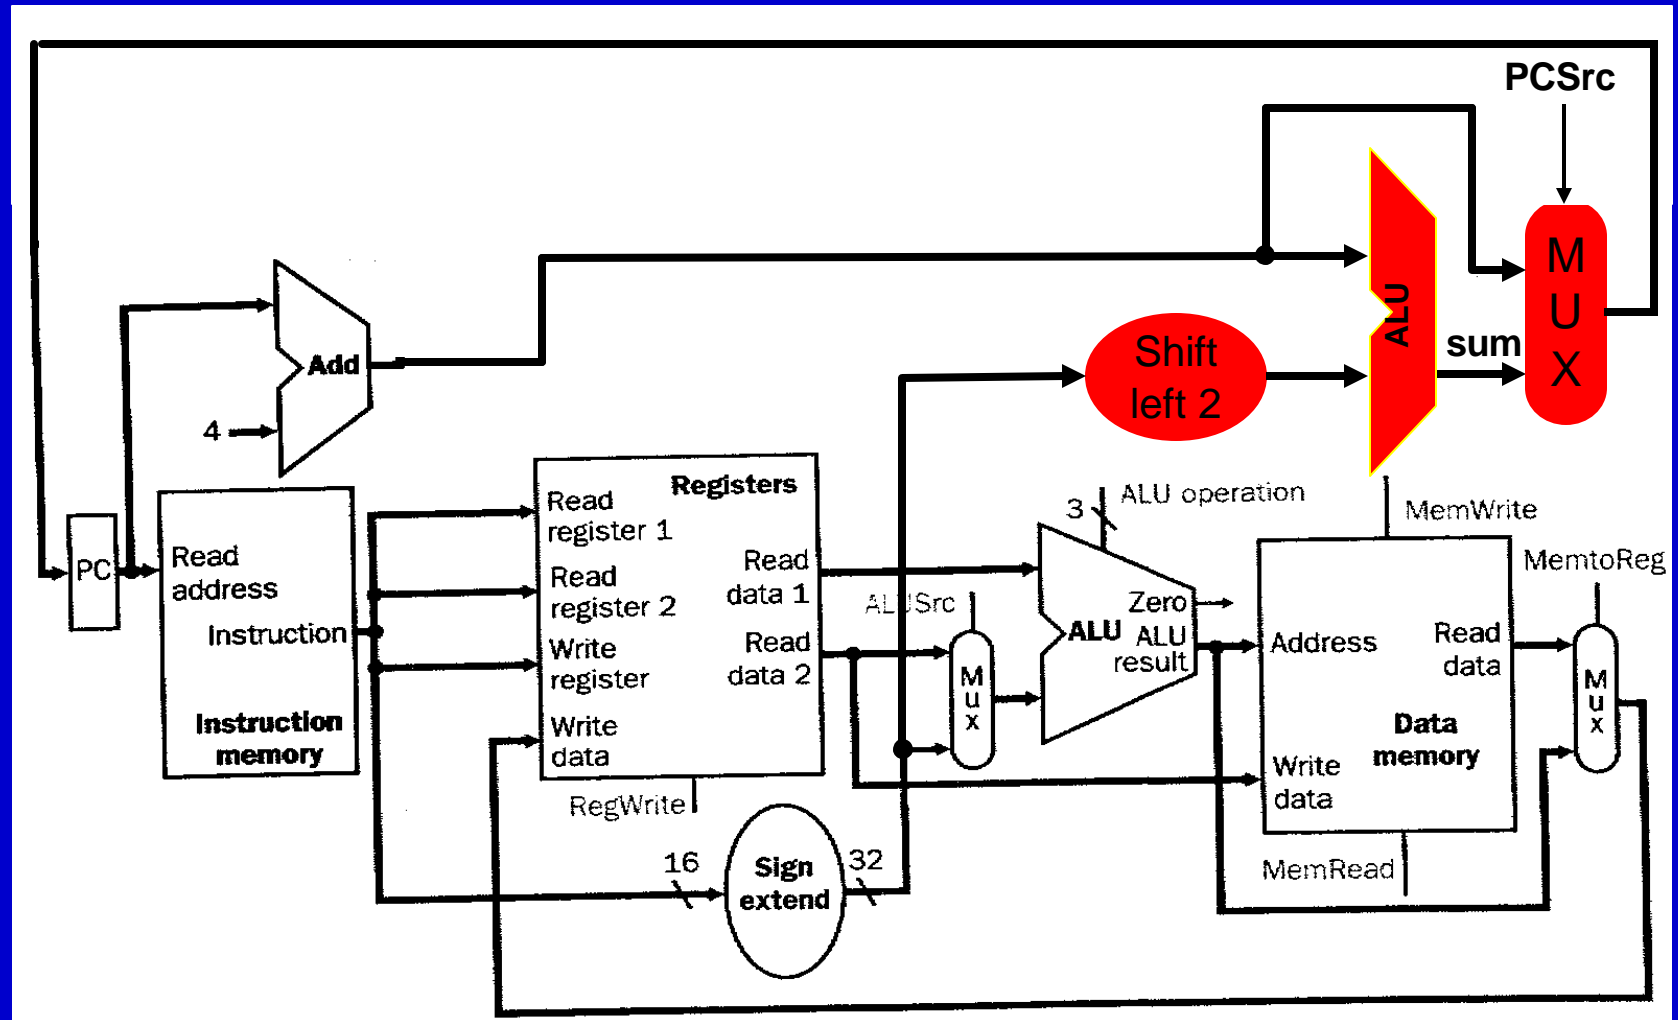 PCSrc
M
U
X
ALU
sum
Shift
left 2
Add
4
PC
Read
address
Instruction
Instruction
memory
Registers
Read
register 1
Read
register 2
Write
register
Write
data
Read
data 1
Read
data 2
RegWrite
16
Sign
extend
32
ALUSrc
M
u
x
3
ALU operation
Zero
ALU
ALU
result
MemWrite
Address
Read
data
Data
memory
Write
data
MemRead
MemtoReg
M
u
x